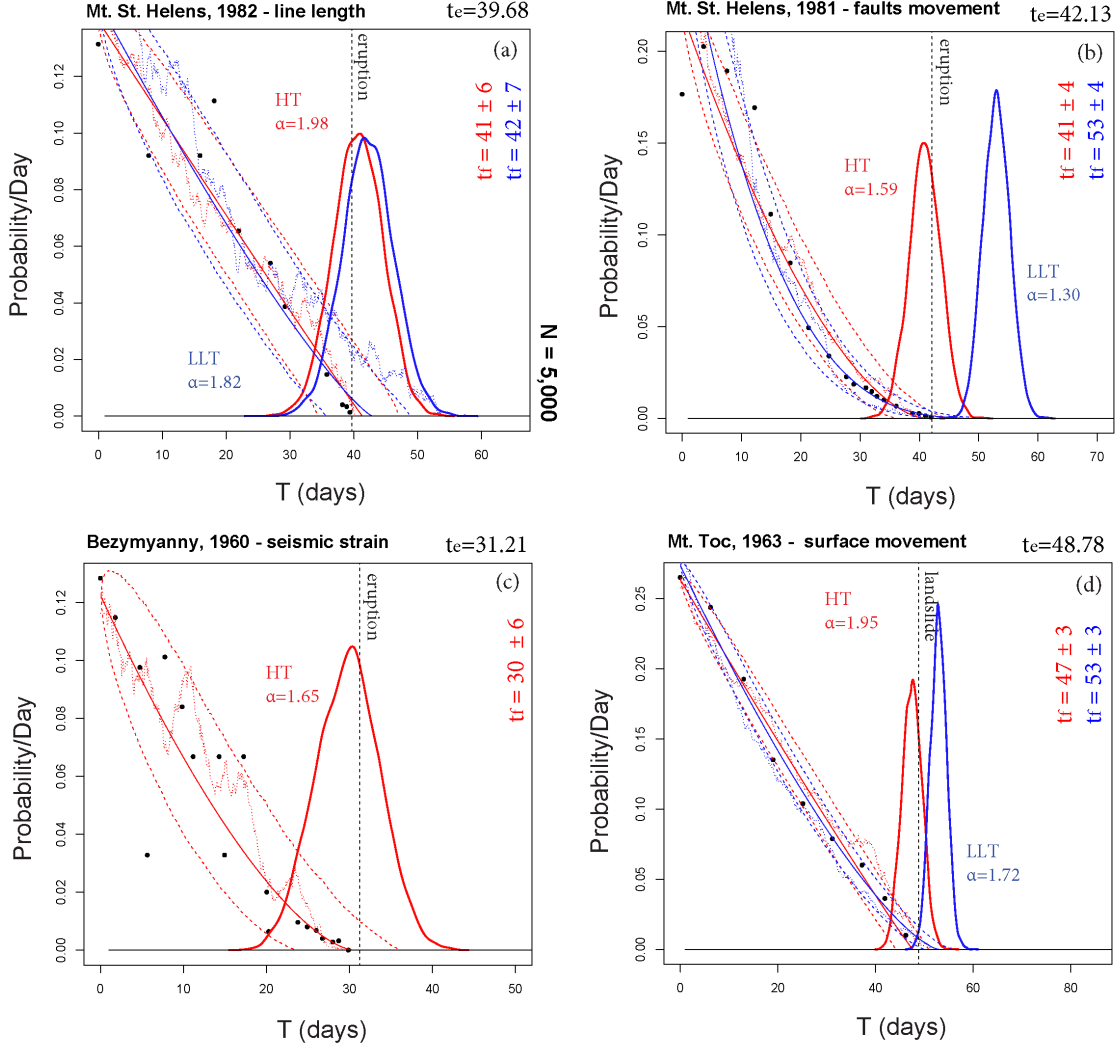 Mt. St. Helens, 1982 - line length
te=39.68
(a)
eruption
HT
α=1.98
LLT
α=1.82
tf = 41 ± 6
tf = 42 ± 7
Probability/Day
0.00
0.02
0.04
0.06
0.08
0.10
0.12
0 10 20 30 40 50 60
T (days)
N = 5,000
Mt. St. Helens, 1981 - faults movement
te=42.13
(b)
eruption
HT
α=1.59
LLT
α=1.30
tf = 41 ± 4
tf = 53 ± 4
Probability/Day
0.00
0.05
0.10
0.15
0.20
0 10 20 30 40 50 60 70
T (days)
Bezymyanny, 1960 - seismic strain
te=31.21
(c)
eruption
HT
α=1.65
tf = 30 ± 6
Probability/Day
0.00
0.02
0.04
0.06
0.08
0.10
0.12
0 10 20 30 40 50
T (days)
Mt. Toc, 1963 - surface movement
te=48.78
(d)
landslide
HT
α=1.95
LLT
α=1.72
tf = 47 ± 3
tf = 53 ± 3
Probability/Day
0.00
0.05
0.10
0.15
0.20
0.25
0 20 40 60 80
T (days)